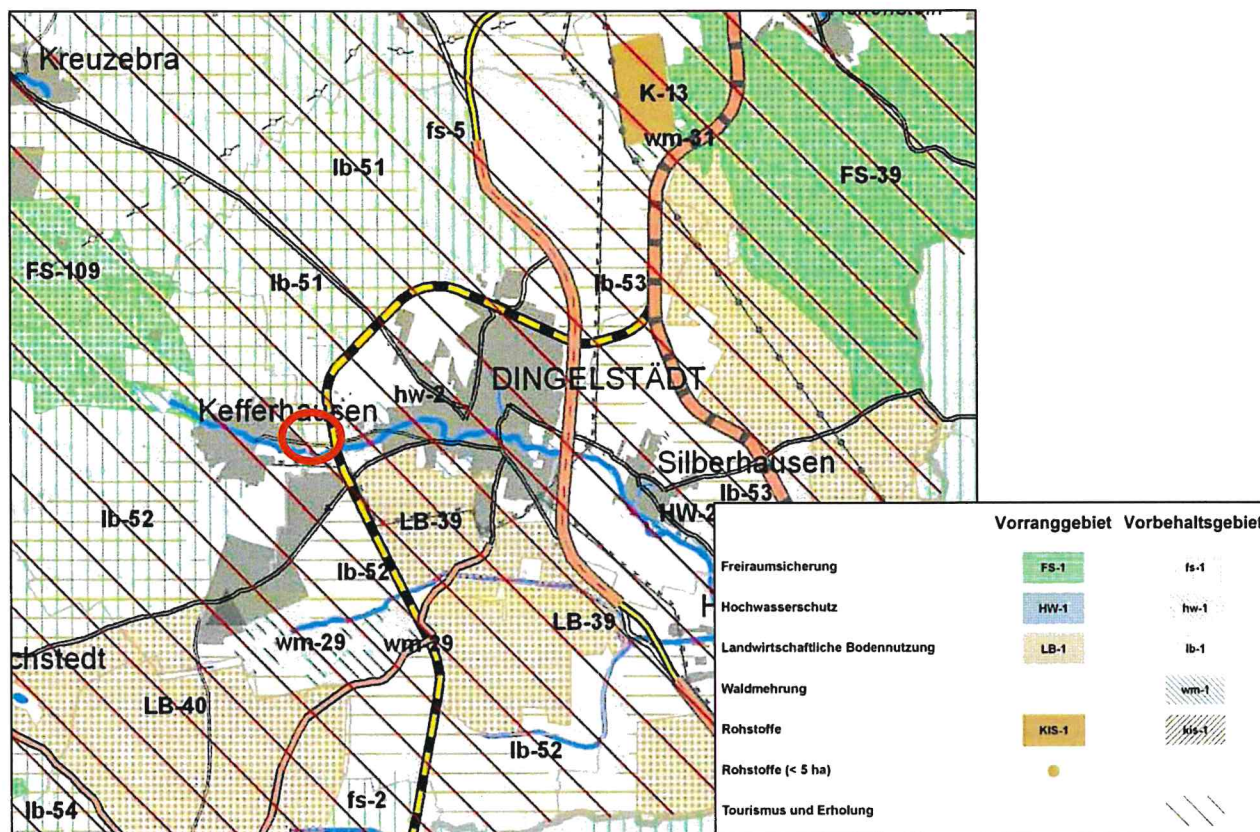 Kreuzebra
K-13
wm-31
fs-5
lb-51
FS-39
FS-109
lb-51
lb-53
DINGELSTÄDT
hw-2
Kefferhausen
Silberhausen
lb-53
lb-52
LB-39
HW-2
lb-52
LB-39
wm-29
wm-29
chstedt
LB-40
lb-52
fs-2
lb-54
Vorranggebiet Vorbehaltsgebiet
Freiraumsicherung FS-1 fs-1
Hochwasserschutz HW-1 hw-1
Landwirtschaftliche Bodennutzung LB-1 lb-1
Waldmehrung wm-1
Rohstoffe KIS-1 kis-1
Rohstoffe (< 5 ha)
Tourismus und Erholung